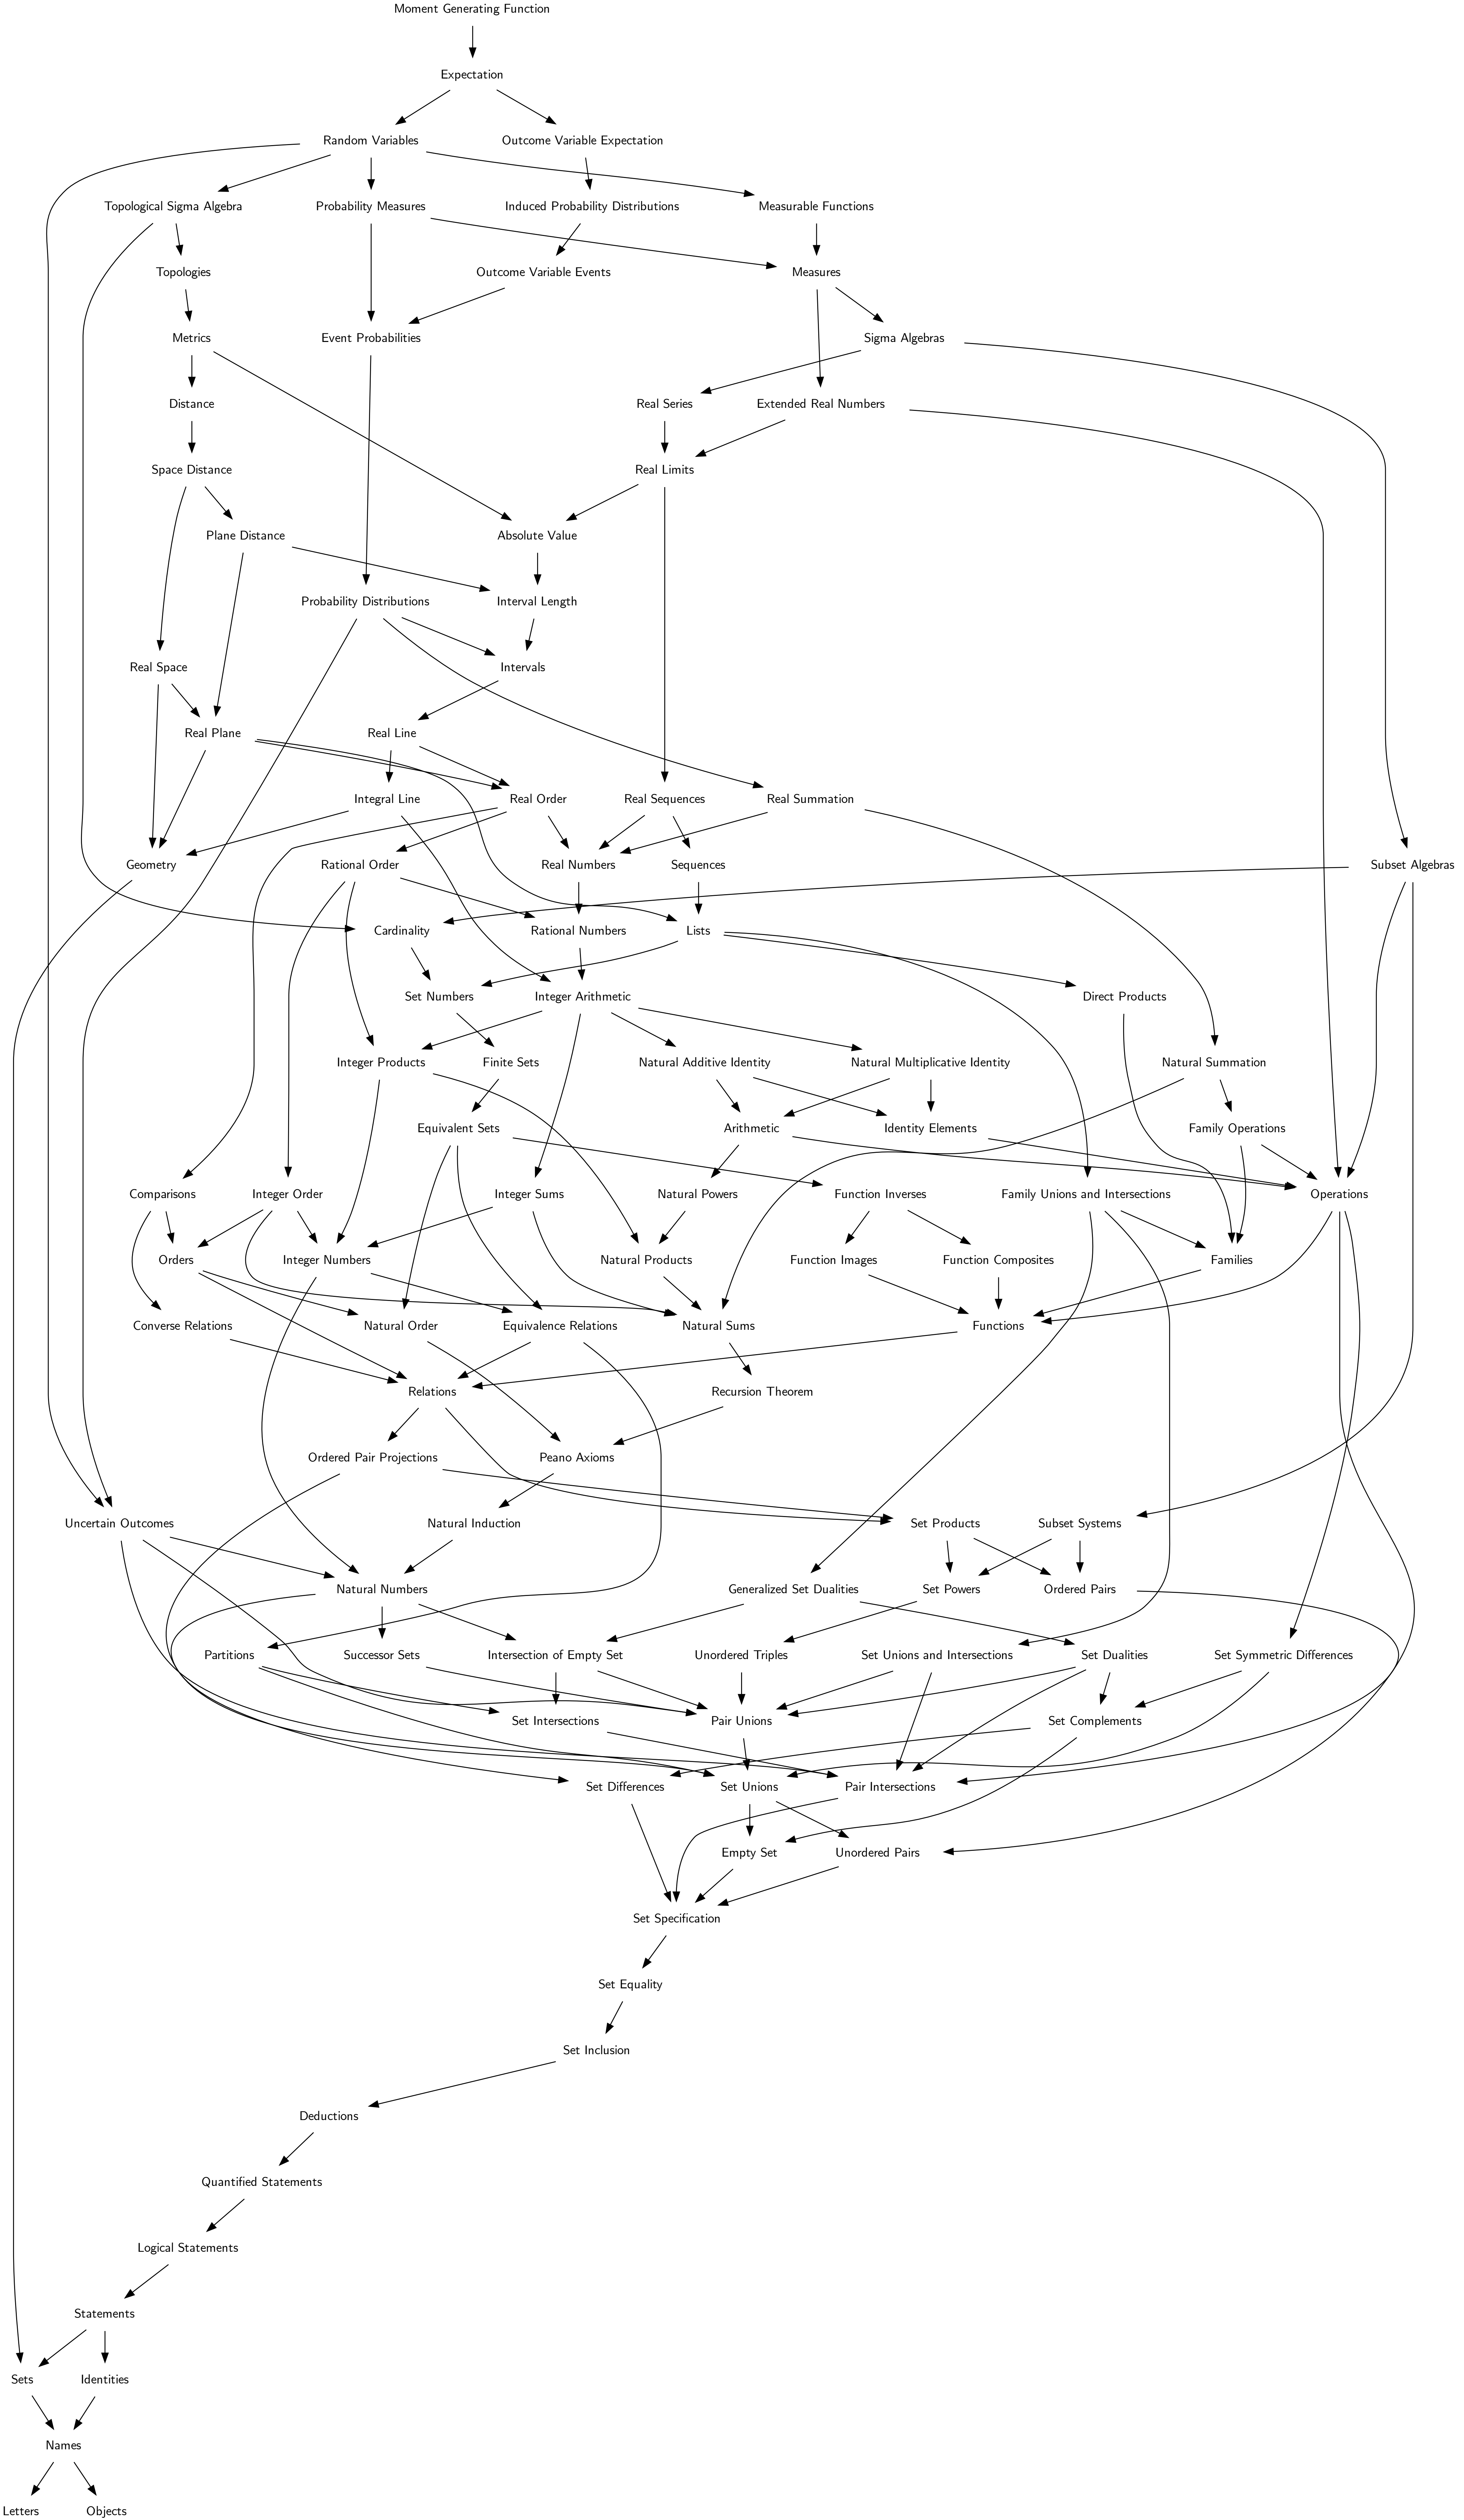 Moment Generating Function
Expectation
Random Variables
Outcome Variable Expectation
Topological Sigma Algebra
Probability Measures
Induced Probability Distributions
Measurable Functions
Topologies
Outcome Variable Events
Measures
Metrics
Event Probabilities
Sigma Algebras
Distance
Real Series
Extended Real Numbers
Space Distance
Real Limits
Plane Distance
Absolute Value
Probability Distributions
Interval Length
Real Space
Intervals
Real Plane
Real Line
Integral Line
Real Order
Real Sequences
Real Summation
Geometry
Rational Order
Real Numbers
Sequences
Subset Algebras
Cardinality
Rational Numbers
Lists
Set Numbers
Integer Arithmetic
Direct Products
Integer Products
Finite Sets
Natural Additive Identity
Natural Multiplicative Identity
Natural Summation
Equivalent Sets
Arithmetic
Identity Elements
Family Operations
Comparisons
Integer Order
Integer Sums
Natural Powers
Function Inverses
Family Unions and Intersections
Operations
Orders
Integer Numbers
Natural Products
Function Images
Function Composites
Families
Converse Relations
Natural Order
Equivalence Relations
Natural Sums
Functions
Relations
Recursion Theorem
Ordered Pair Projections
Peano Axioms
Uncertain Outcomes
Natural Induction
Set Products
Subset Systems
Natural Numbers
Generalized Set Dualities
Set Powers
Ordered Pairs
Partitions
Successor Sets
Intersection of Empty Set
Unordered Triples
Set Unions and Intersections
Set Dualities
Set Symmetric Differences
Set Intersections
Pair Unions
Set Complements
Set Differences
Set Unions
Pair Intersections
Empty Set
Unordered Pairs
Set Specification
Set Equality
Set Inclusion
Deductions
Quantified Statements
Logical Statements
Statements
Sets
Identities
Names
Letters
Objects